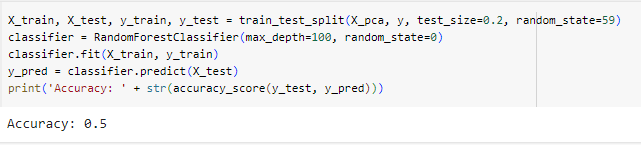 X_train, X_test, y_train, y_test = train_test_split(X_pca, y, test_size=0.2, random_state=59)
classifier = RandomForestClassifier(max_depth=100, random_state=0)
classifier.fit(X_train, y_train)
y_pred = classifier.predict(X_test)
print('Accuracy: ' + str(accuracy_score(y_test, y_pred)))
Accuracy: 0.5